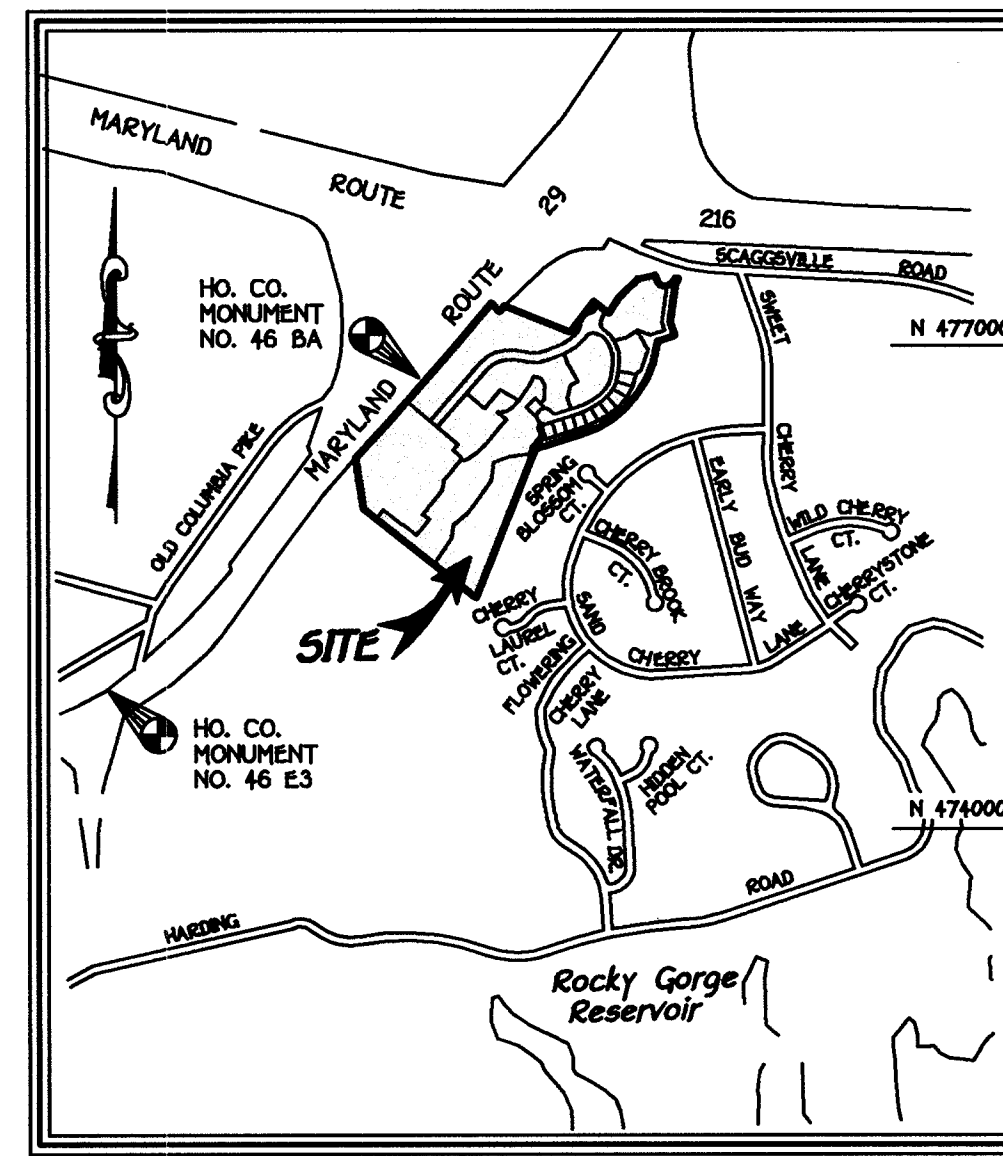 MARYLAND
ROUTE
29
216
SCAGGSVILLE ROAD
HO. CO.
MONUMENT
NO. 46 BA
ROUTE
MARYLAND
SWEET
CHERRY
LANE
N 477000
OLD COLUMBIA PIKE
SPRING
BLOSSOM
CT.
EARLY BUD WAY
WILD CHERRY
CT.
CHERRY BROCK
CT.
CHERRYSTONE
CT.
CHERRY
LAUREL
CT.
SAND
CHERRY
LANE
SITE
FLOWERING
CHERRY
LANE
HO. CO.
MONUMENT
NO. 46 E3
WATERFALL DR.
HIDDEN
POOL CT.
N 474000
HARDING
ROAD
Rocky Gorge
Reservoir